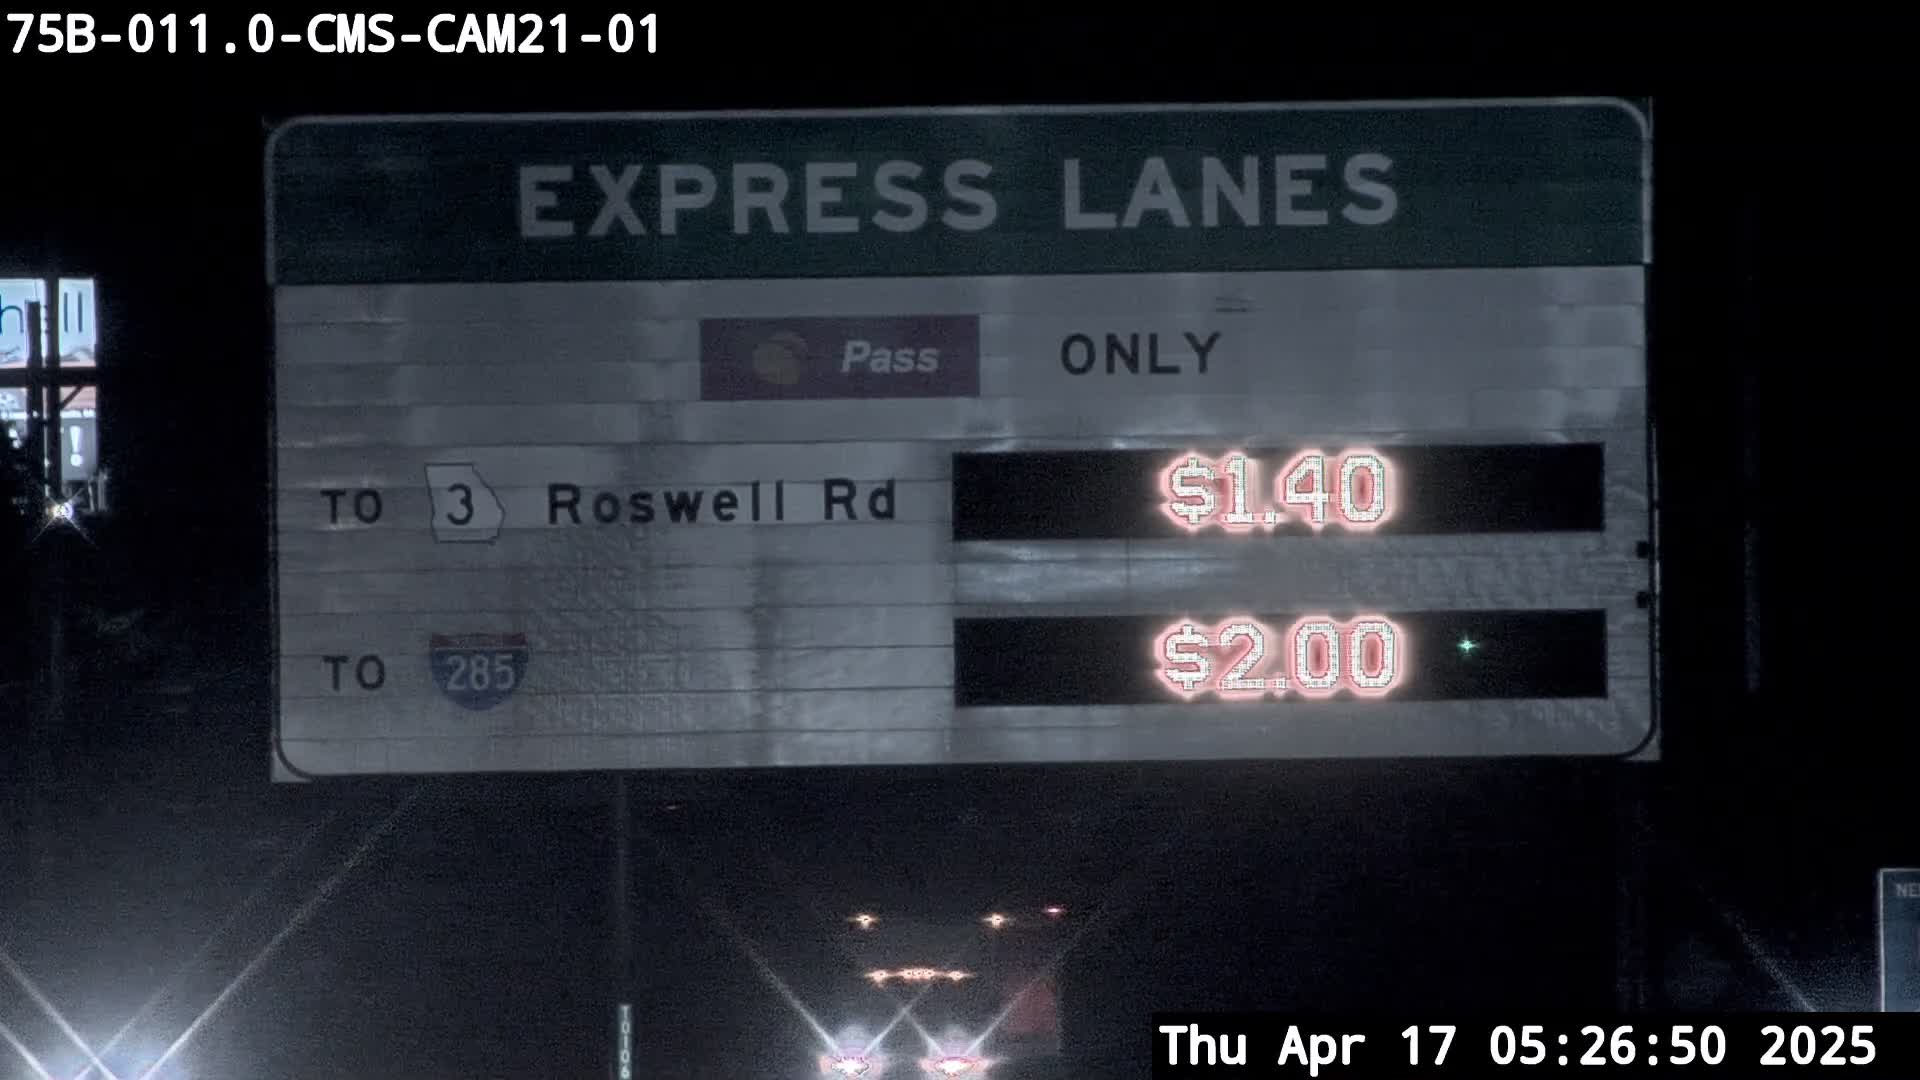 75B-011.0-CMS-CAM21-01
EXPRESS LANES
Pass ONLY
TO 3 Roswell Rd $1.40
TO 285 $2.00
NE
Thu Apr 17 05:26:50 2025